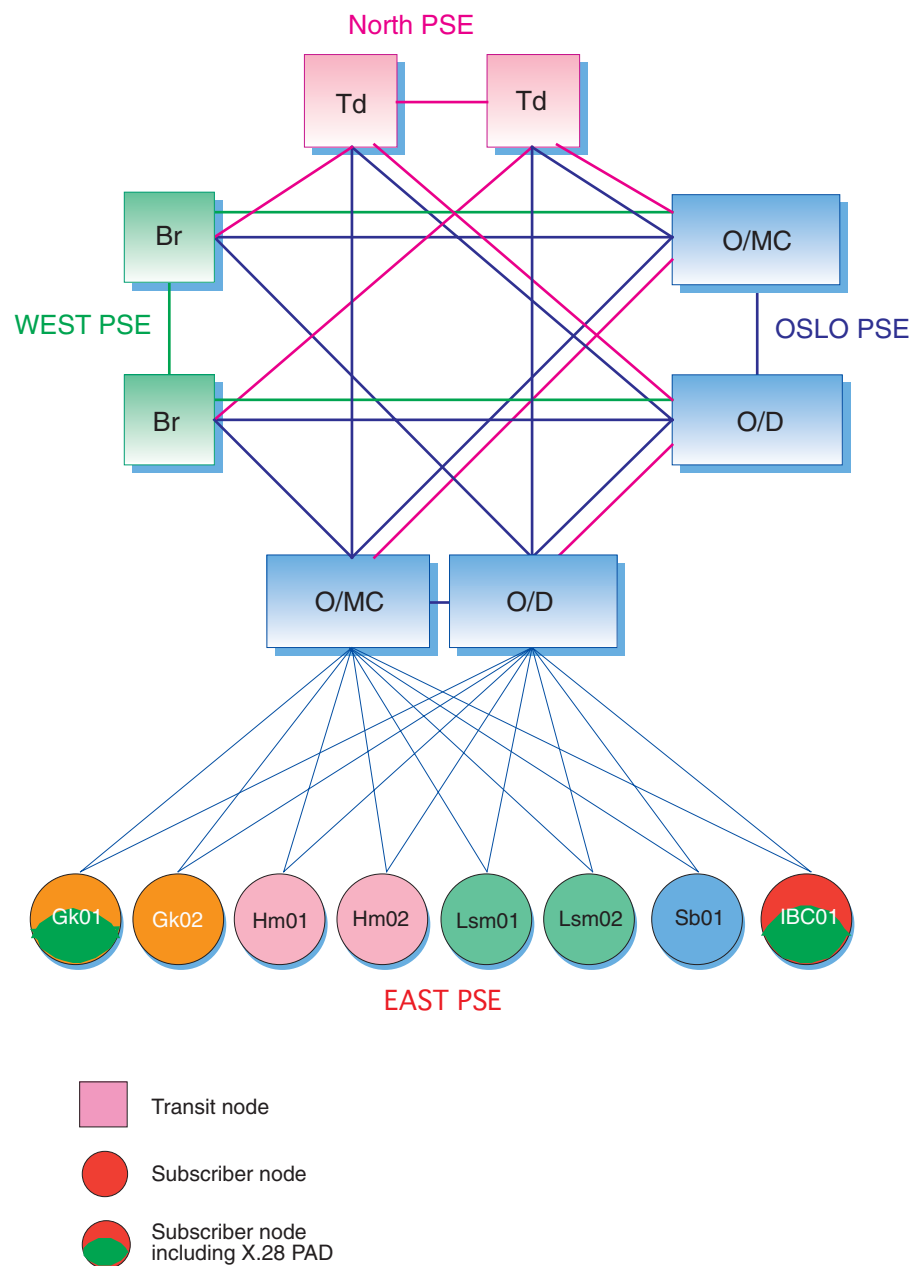 North PSE
Td
Td
Br
O/MC
WEST PSE
OSLO PSE
Br
O/D
O/MC
O/D
Gk01
Gk02
Hm01
Hm02
Lsm01
Lsm02
Sb01
IBC01
EAST PSE
Transit node
Subscriber node
Subscriber node
including X.28 PAD